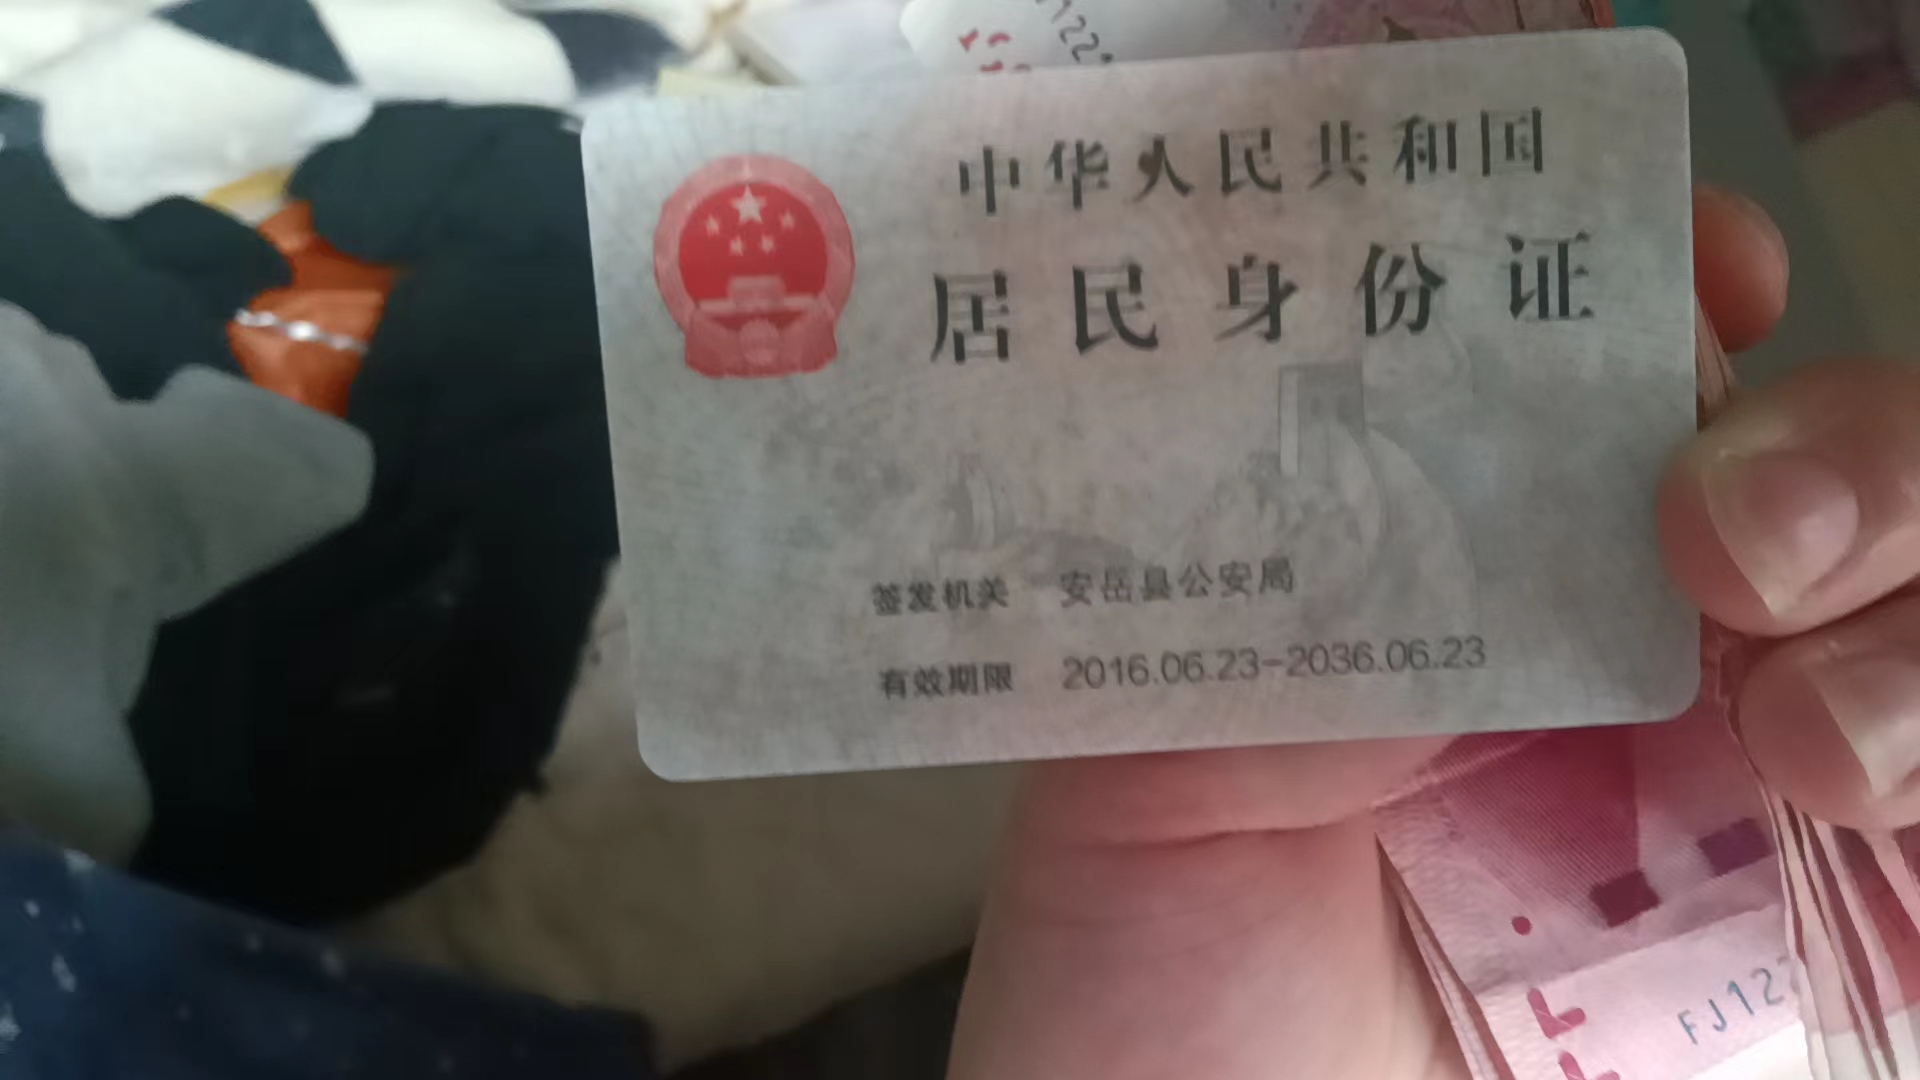 中华人民共和国
居民身份证
签发机关 安岳县公安局
有效期限 2016.06.23-2036.06.23
FJ122